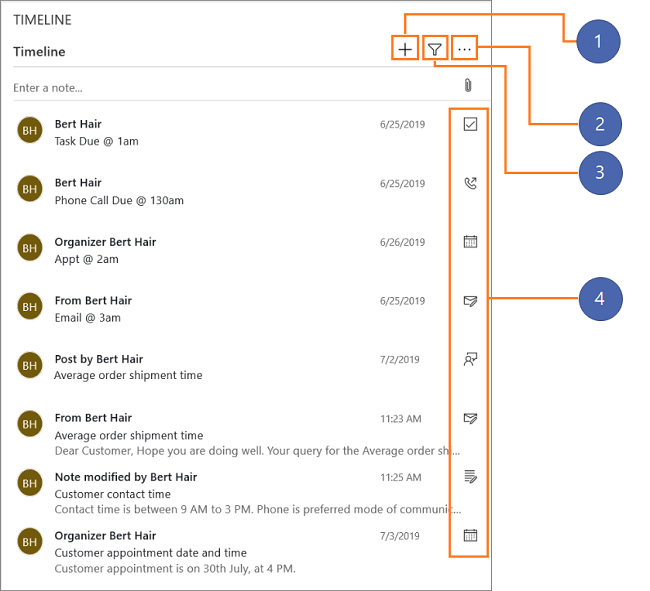 TIMELINE
Timeline
1
2
3
Enter a note...
BH
Bert Hair
6/25/2019
Task Due @ 1am
BH
Bert Hair
6/25/2019
Phone Call Due @ 130am
BH
Organizer Bert Hair
6/26/2019
Appt @ 2am
BH
From Bert Hair
6/25/2019
Email @ 3am
4
BH
Post by Bert Hair
7/2/2019
Average order shipment time
BH
From Bert Hair
11:23 AM
Average order shipment time
Dear Customer, Hope you are doing well. Your query for the Average order shi...
BH
Note modified by Bert Hair
11:25 AM
Customer contact time
Contact time is between 9 AM to 3 PM. Phone is preferred mode of communic...
BH
Organizer Bert Hair
7/3/2019
Customer appointment date and time
Customer appointment is on 30th July, at 4 PM.